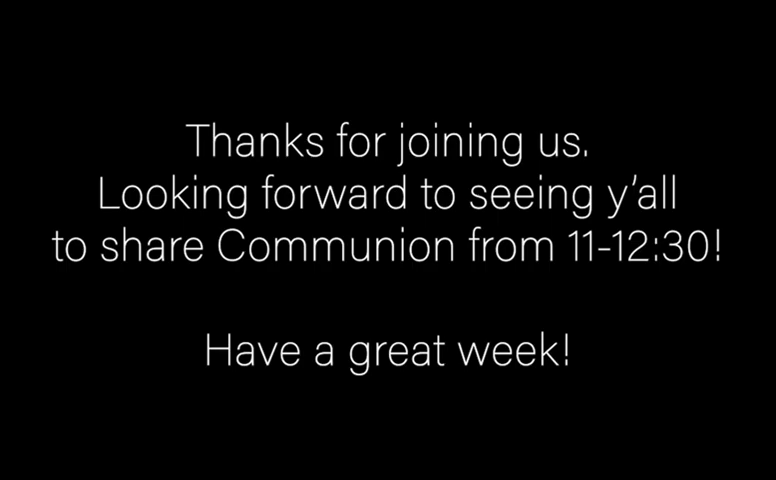 Thanks for joining us.
Looking forward to seeing y'all
to share Communion from 11-12:30!
Have a great week!